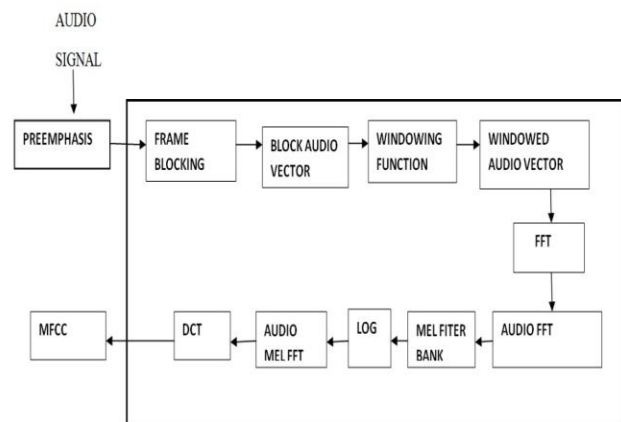 AUDIO
SIGNAL
PREEMPHASIS
FRAME
BLOCKING
BLOCK AUDIO
VECTOR
WINDOWING
FUNCTION
WINDOWED
AUDIO VECTOR
FFT
MFCC
DCT
AUDIO
MEL FFT
LOG
MEL FITER
BANK
AUDIO FFT